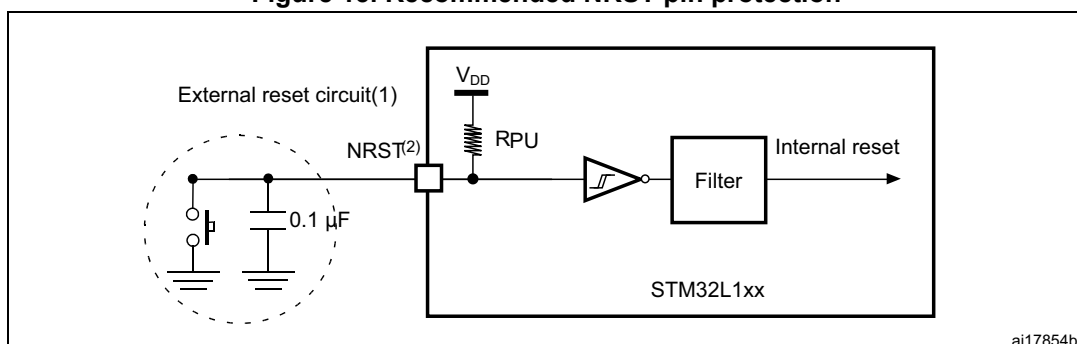 Figure 18. Recommended NRST pin protection
VDD
External reset circuit(1)
NRST(2)
RPU
Internal reset
Filter
0.1 µF
STM32L1xx
ai17854b